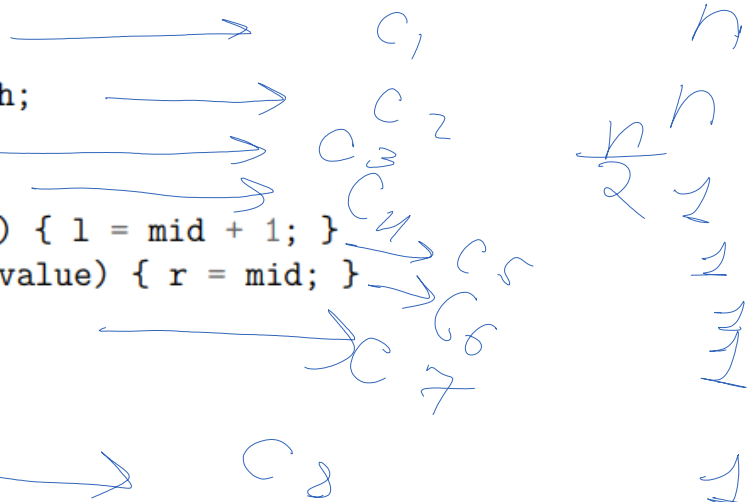 C1 n
h; C2 n
C3 n/2
C4 1
) { l = mid + 1; } C5 1
value) { r = mid; } C6 1
C7 1
C8 1